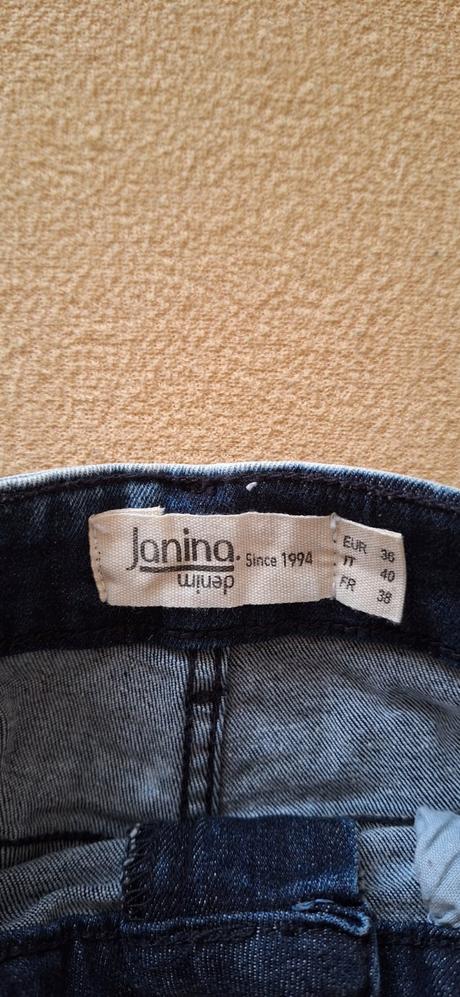 Janina.
denim
Since 1994
EUR 36
IT 40
FR 38